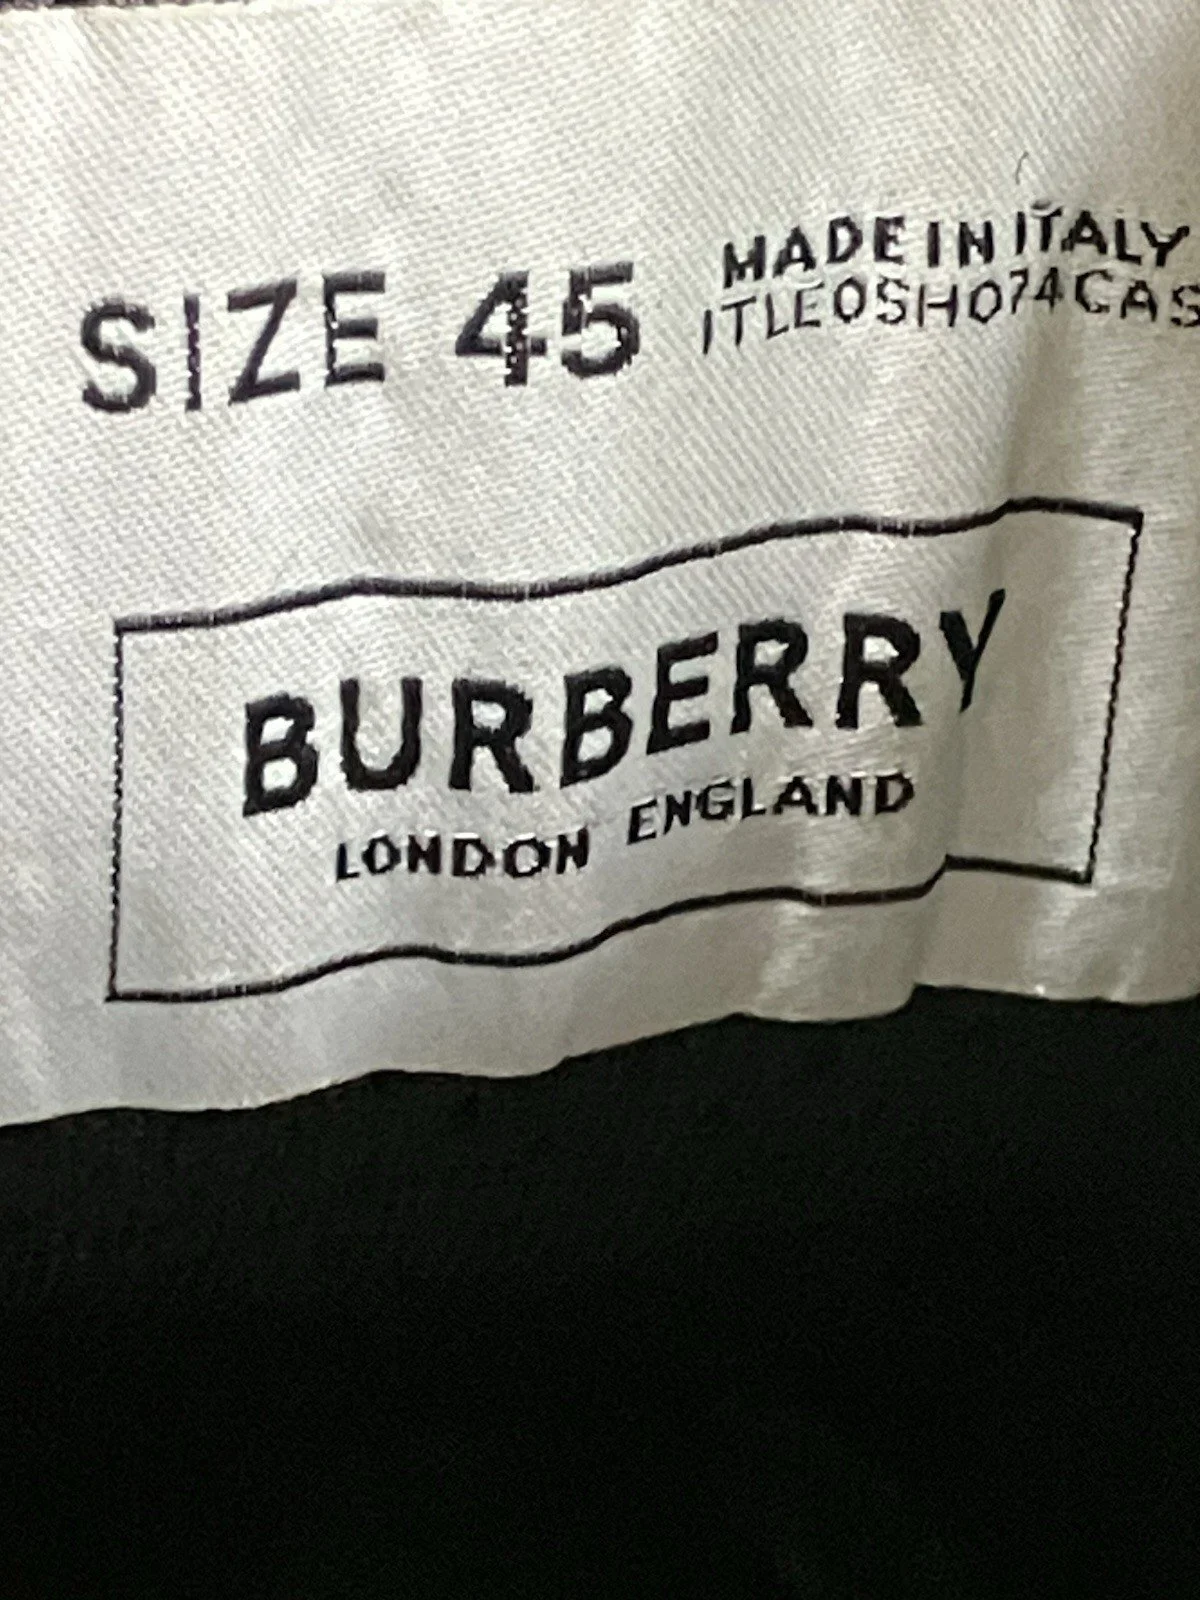 SIZE 45
MADE IN ITALY
ITLEOSHO74CAS
BURBERRY
LONDON ENGLAND